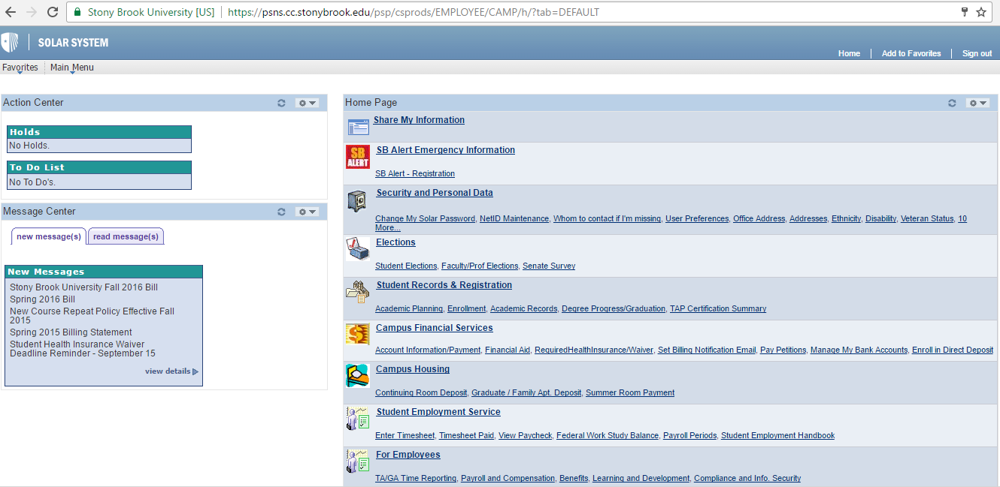 Stony Brook University [US] | https://psns.cc.stonybrook.edu/psp/csprods/EMPLOYEE/CAMP/h/?tab=DEFAULT
SOLAR SYSTEM
Home | Add to Favorites | Sign out
Favorites Main Menu
Action Center
Holds
No Holds.
To Do List
No To Do's.
Message Center
new message(s) read message(s)
New Messages
Stony Brook University Fall 2016 Bill
Spring 2016 Bill
New Course Repeat Policy Effective Fall
2015
Spring 2015 Billing Statement
Student Health Insurance Waiver
Deadline Reminder - September 15
view details
Home Page
Share My Information
SB
ALERT
SB Alert Emergency Information
SB Alert - Registration
Security and Personal Data
Change My Solar Password, NetID Maintenance, Whom to contact if I'm missing, User Preferences, Office Address, Addresses, Ethnicity, Disability, Veteran Status, 10
More...
Elections
Student Elections, Faculty/Prof Elections, Senate Survey
Student Records & Registration
Academic Planning, Enrollment, Academic Records, Degree Progress/Graduation, TAP Certification Summary
Campus Financial Services
Account Information/Payment, Financial Aid, RequiredHealthInsurance/Waiver, Set Billing Notification Email, Pay Petitions, Manage My Bank Accounts, Enroll in Direct Deposit
Campus Housing
Continuing Room Deposit, Graduate / Family Apt. Deposit, Summer Room Payment
Student Employment Service
Enter Timesheet, Timesheet Paid, View Paycheck, Federal Work Study Balance, Payroll Periods, Student Employment Handbook
For Employees
TA/GA Time Reporting, Payroll and Compensation, Benefits, Learning and Development, Compliance and Info. Security